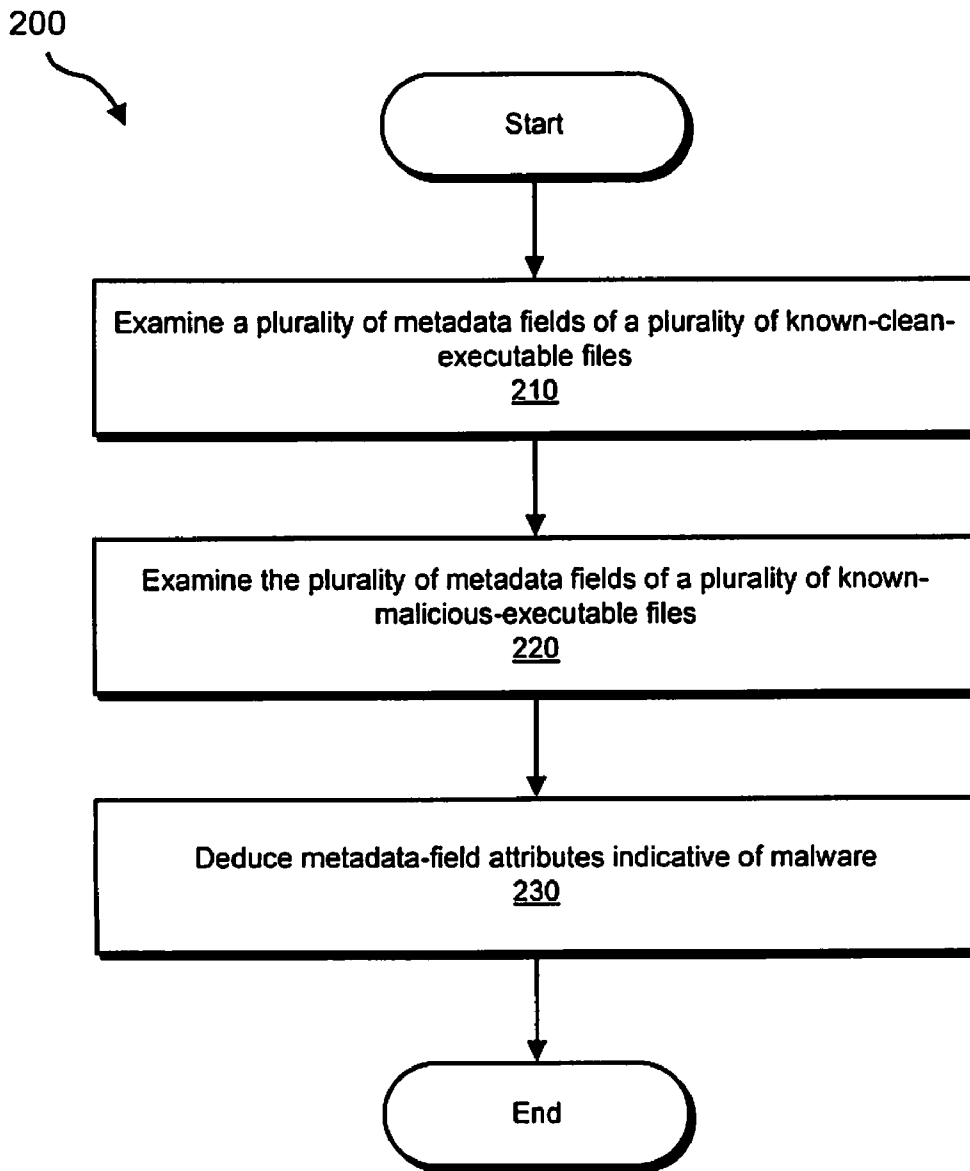 200
Start
Examine a plurality of metadata fields of a plurality of known-clean-
executable files
210
Examine the plurality of metadata fields of a plurality of known-
malicious-executable files
220
Deduce metadata-field attributes indicative of malware
230
End